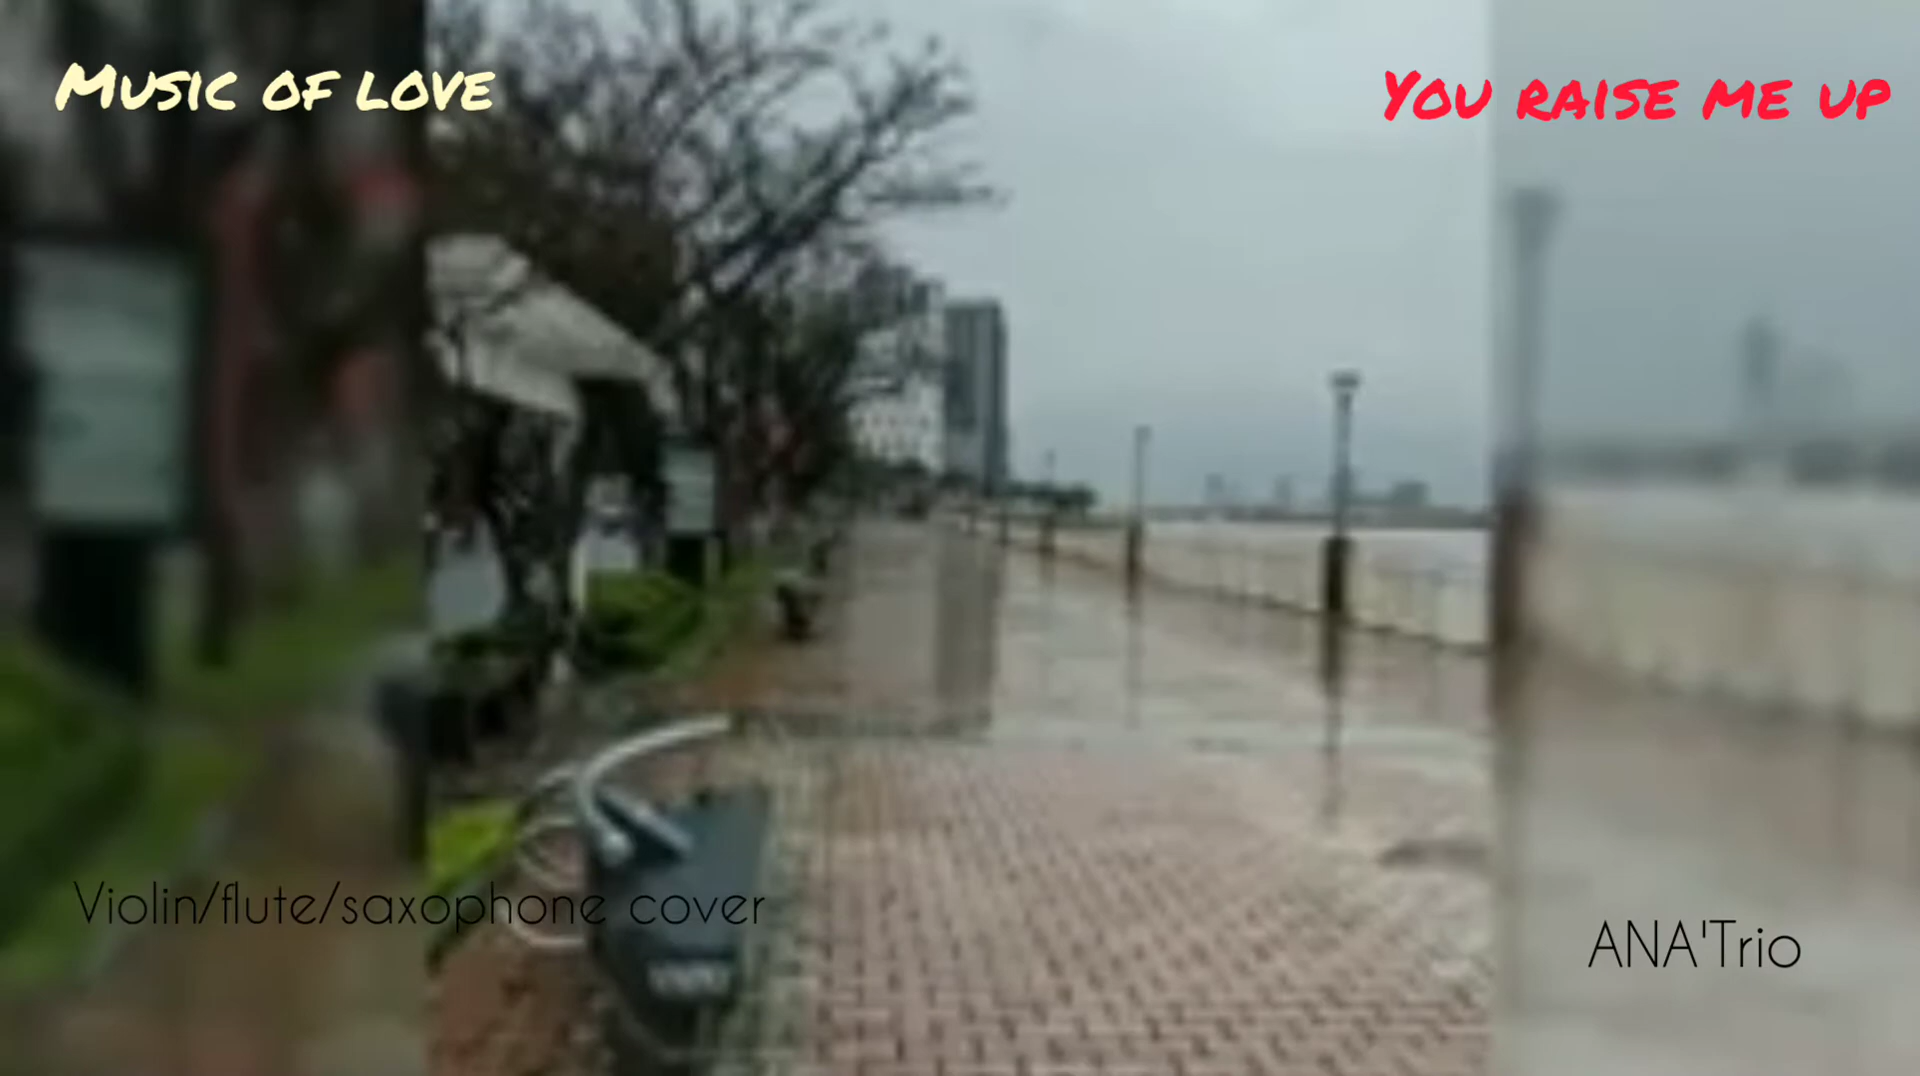 Music of love
You raise me up
Violin/flute/saxophone cover
ANA'Trio